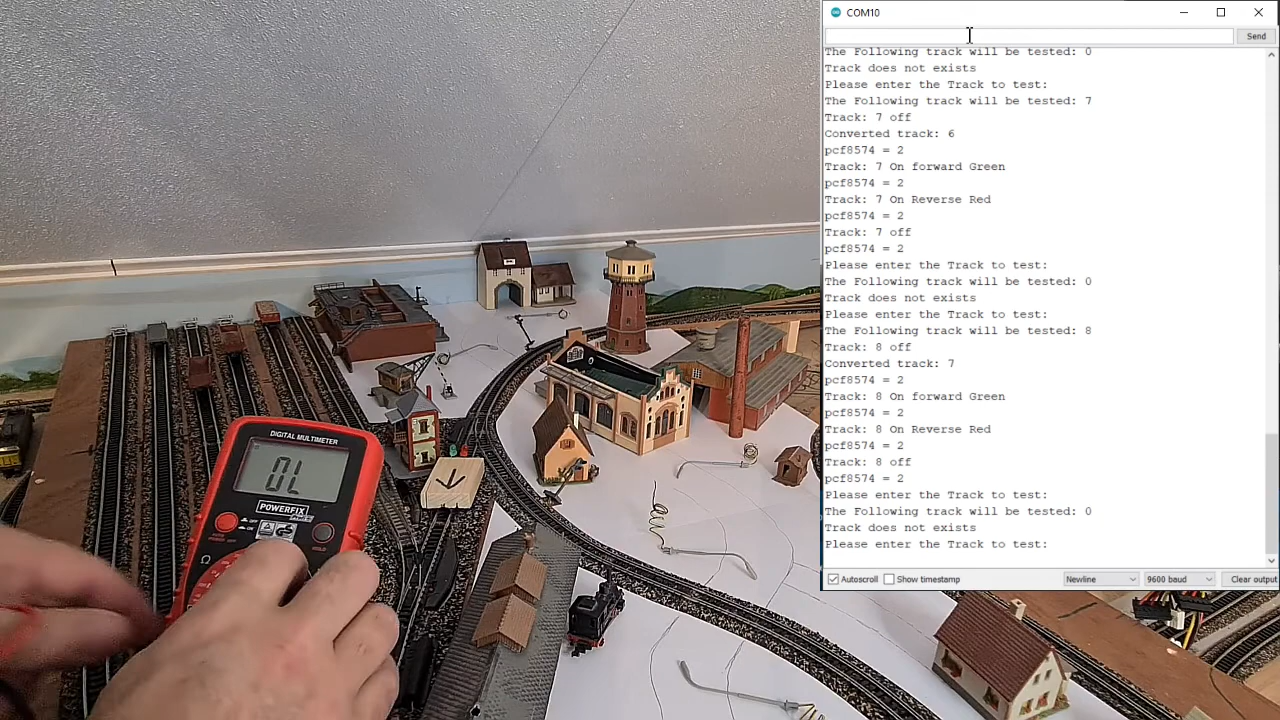 COM10
Send
The Following track will be tested: 0
Track does not exists
Please enter the Track to test:
The Following track will be tested: 7
Track: 7 off
Converted track: 6
pcf8574 = 2
Track: 7 On forward Green
pcf8574 = 2
Track: 7 On Reverse Red
pcf8574 = 2
Track: 7 off
pcf8574 = 2
Please enter the Track to test:
The Following track will be tested: 0
Track does not exists
Please enter the Track to test:
The Following track will be tested: 8
Track: 8 off
Converted track: 7
pcf8574 = 2
Track: 8 On forward Green
pcf8574 = 2
Track: 8 On Reverse Red
pcf8574 = 2
Track: 8 off
pcf8574 = 2
Please enter the Track to test:
The Following track will be tested: 0
Track does not exists
Please enter the Track to test:
Autoscroll Show timestamp Newline 9600 baud Clear output
DIGITAL MULTIMETER
OL
POWERFIX
HOLD
Ω